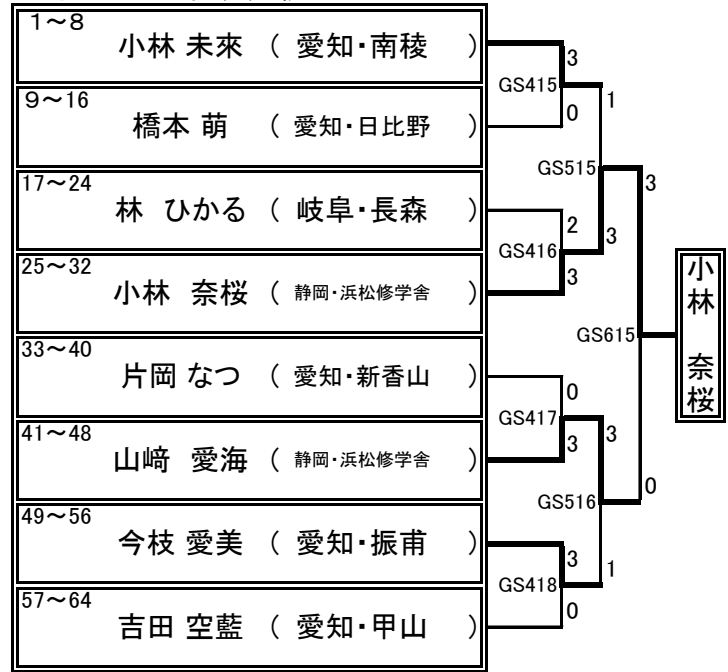 1～8
小林 未來 （ 愛知・南稜 ）
9～16
橋本 萌 （ 愛知・日比野 ）
17～24
林 ひかる （ 岐阜・長森 ）
25～32
小林 奈桜 （ 静岡・浜松修学舎 ）
33～40
片岡 なつ （ 愛知・新香山 ）
41～48
山﨑 愛海 （ 静岡・浜松修学舎 ）
49～56
今枝 愛美 （ 愛知・振甫 ）
57～64
吉田 空藍 （ 愛知・甲山 ）
3
GS415
0
2
GS416
3
0
GS417
3
3
GS418
0
1
GS515
3
3
GS516
1
3
GS615
0
小林 奈桜